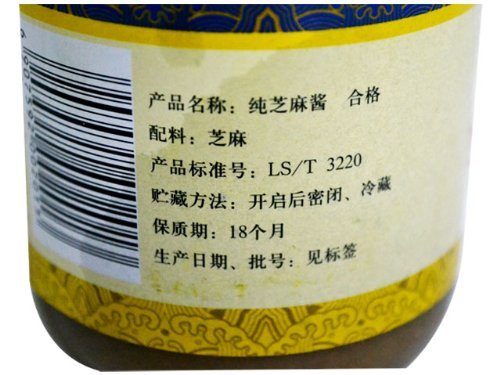 产品名称：纯芝麻酱 合格
配料：芝麻
产品标准号：LS/T 3220
贮藏方法：开启后密闭、冷藏
保质期：18个月
生产日期、批号：见标签